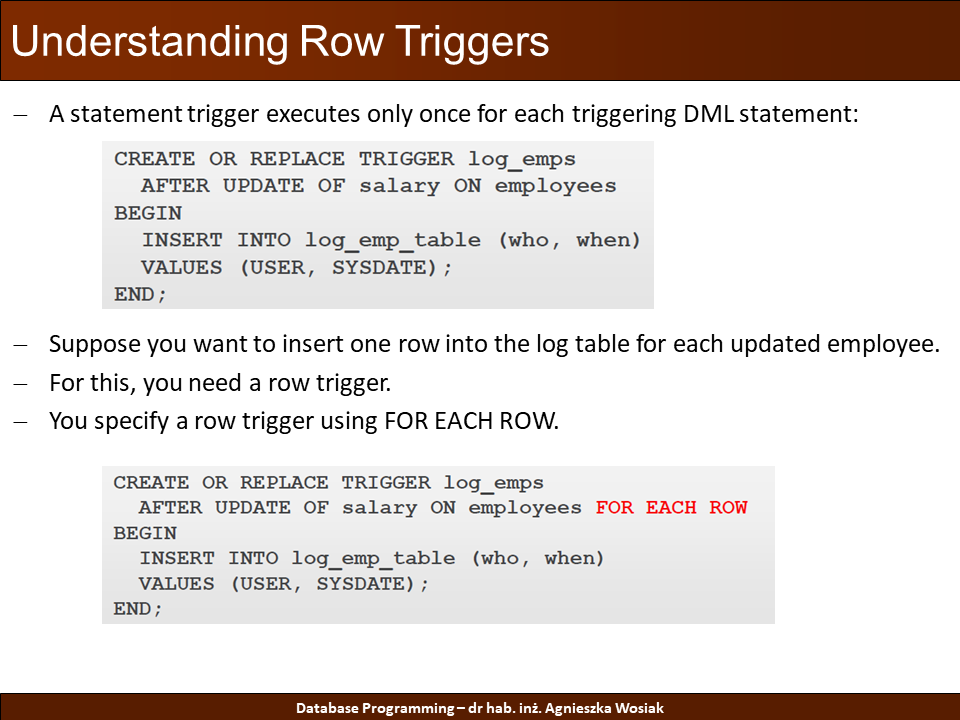 Understanding Row Triggers
– A statement trigger executes only once for each triggering DML statement:
CREATE OR REPLACE TRIGGER log_emps
AFTER UPDATE OF salary ON employees
BEGIN
INSERT INTO log_emp_table (who, when)
VALUES (USER, SYSDATE);
END;
– Suppose you want to insert one row into the log table for each updated employee.
– For this, you need a row trigger.
– You specify a row trigger using FOR EACH ROW.
CREATE OR REPLACE TRIGGER log_emps
AFTER UPDATE OF salary ON employees FOR EACH ROW
BEGIN
INSERT INTO log_emp_table (who, when)
VALUES (USER, SYSDATE);
END;
Database Programming – dr hab. inż. Agnieszka Wosiak